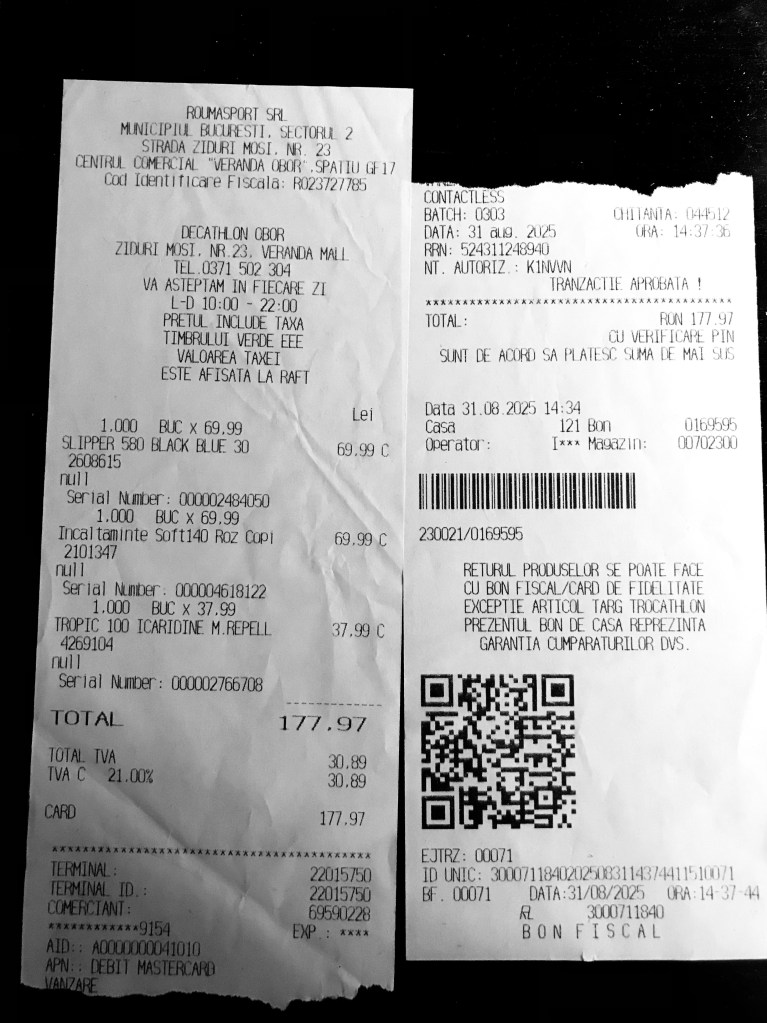 ROUMASPORT SRL
MUNICIPIUL BUCURESTI, SECTORUL 2
STRADA ZIDURI MOSI, NR. 23
CENTRUL COMERCIAL "VERANDA OBOR",SPATIU GF17
Cod Identificare Fiscala: RO23727785
DECATHLON OBOR
ZIDURI MOSI, NR.23, VERANDA MALL
TEL.0371 502 304
VA ASTEPTAM IN FIECARE ZI
L-D 10:00 - 22:00
PRETUL INCLUDE TAXA
TIMBRULUI VERDE EEE
VALOAREA TAXEI
ESTE AFISATA LA RAFT
Lei
1.000 BUC X 69.99
SLIPPER 580 BLACK BLUE 30 69.99 C
2608615
null
Serial Number: 000002484050
1.000 BUC X 69.99
Incaltaminte Soft140 Roz Copi 69.99 C
2101347
null
Serial Number: 000004618122
1.000 BUC X 37.99
TROPIC 100 ICARIDINE M.REPELL 37.99 C
4269104
null
Serial Number: 000002766708
TOTAL 177.97
TOTAL TVA 30.89
TVA C 21.00% 30.89
CARD 177.97
****************************************
TERMINAL: 22015750
TERMINAL ID.: 22015750
COMERCIANT: 69590228
************9154 EXP.: ****
AID:: A0000000041010
APN:: DEBIT MASTERCARD
VANZARE
CONTACTLESS
BATCH: 0303 CHITANTA: 044512
DATA: 31 aug. 2025 ORA: 14:37:36
RRN: 524311248940
NT. AUTORIZ.: K1NVVN
TRANZACTIE APROBATA !
****************************************
TOTAL: RON 177.97
CU VERIFICARE PIN
SUNT DE ACORD SA PLATESC SUMA DE MAI SUS
Data 31.08.2025 14:34
Casa 121 Bon 0169595
Operator: I*** Magazin: 00702300
230021/0169595
RETURUL PRODUSELOR SE POATE FACE
CU BON FISCAL/CARD DE FIDELITATE
EXCEPTIE ARTICOL TARG TROCATHLON
PREZENTUL BON DE CASA REPREZINTA
GARANTIA CUMPARATURILOR DVS.
EJTRZ: 00071
ID UNIC: 3000711840202508311437441151​0071
BF. 00071 DATA:31/08/2025 ORA:14-37-44
3000711840
BON FISCAL